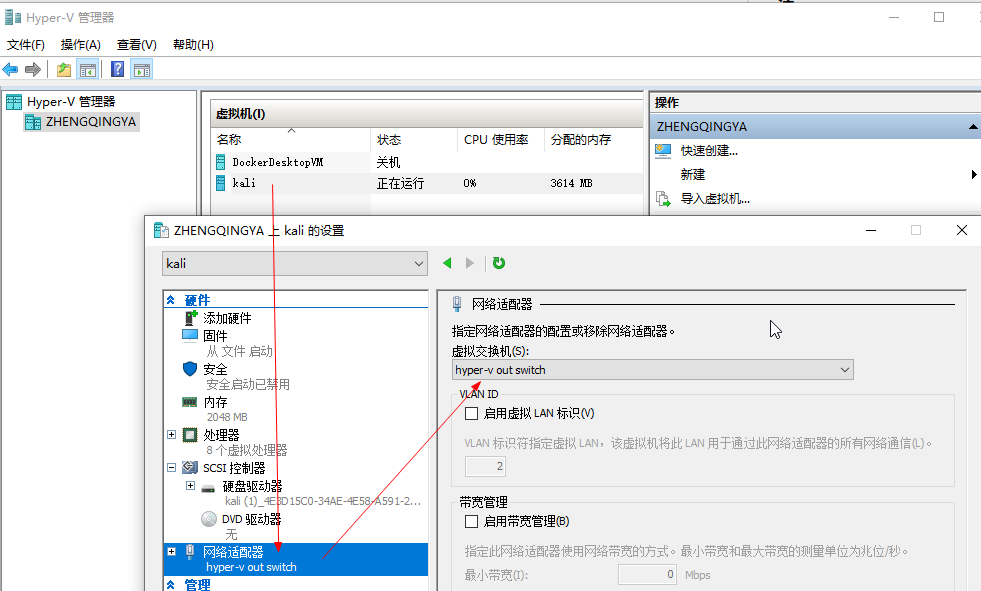 Hyper-V 管理器
文件(F) 操作(A) 查看(V) 帮助(H)
Hyper-V 管理器
ZHENGQINGYA
虚拟机(I)
名称 状态 CPU 使用率 分配的内存
DockerDesktopVM 关机
kali 正在运行 0% 3614 MB
操作
ZHENGQINGYA
快速创建...
新建
导入虚拟机...
ZHENGQINGYA 上 kali 的设置
kali
硬件
添加硬件
固件
从 文件 启动
安全
安全启动已禁用
内存
2048 MB
处理器
8 个虚拟处理器
SCSI 控制器
硬盘驱动器
kali (1)_4E3D15C0-34AE-4E58-A591-2...
DVD 驱动器
无
网络适配器
hyper-v out switch
管理
网络适配器
指定网络适配器的配置或移除网络适配器。
虚拟交换机(S):
hyper-v out switch
VLAN ID
启用虚拟 LAN 标识(V)
VLAN 标识符指定虚拟 LAN，该虚拟机将此 LAN 用于通过此网络适配器的所有网络通信(L)。
2
带宽管理
启用带宽管理(B)
指定此网络适配器使用网络带宽的方式。最小带宽和最大带宽的测量单位为兆位/秒。
最小带宽(I): 0 Mbps